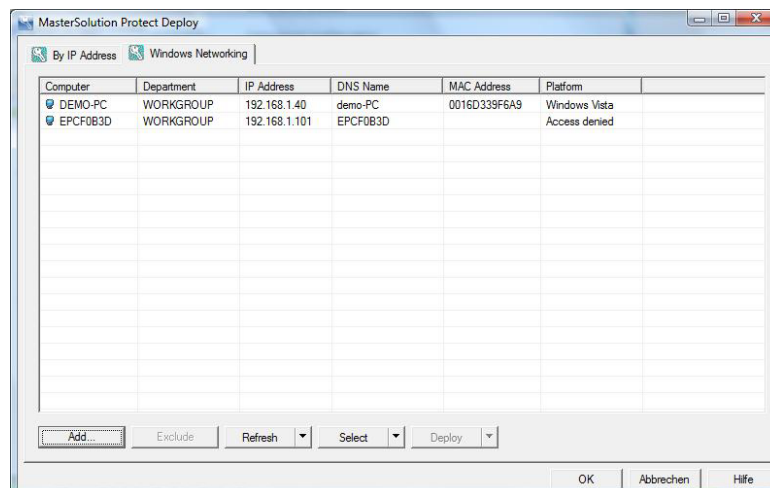 MasterSolution Protect Deploy
By IP Address Windows Networking
Computer Department IP Address DNS Name MAC Address Platform
DEMO-PC WORKGROUP 192.168.1.40 demo-PC 0016D339F6A9 Windows Vista
EPCF0B3D WORKGROUP 192.168.1.101 EPCF0B3D Access denied
Add... Exclude Refresh Select Deploy
OK Abbrechen Hilfe